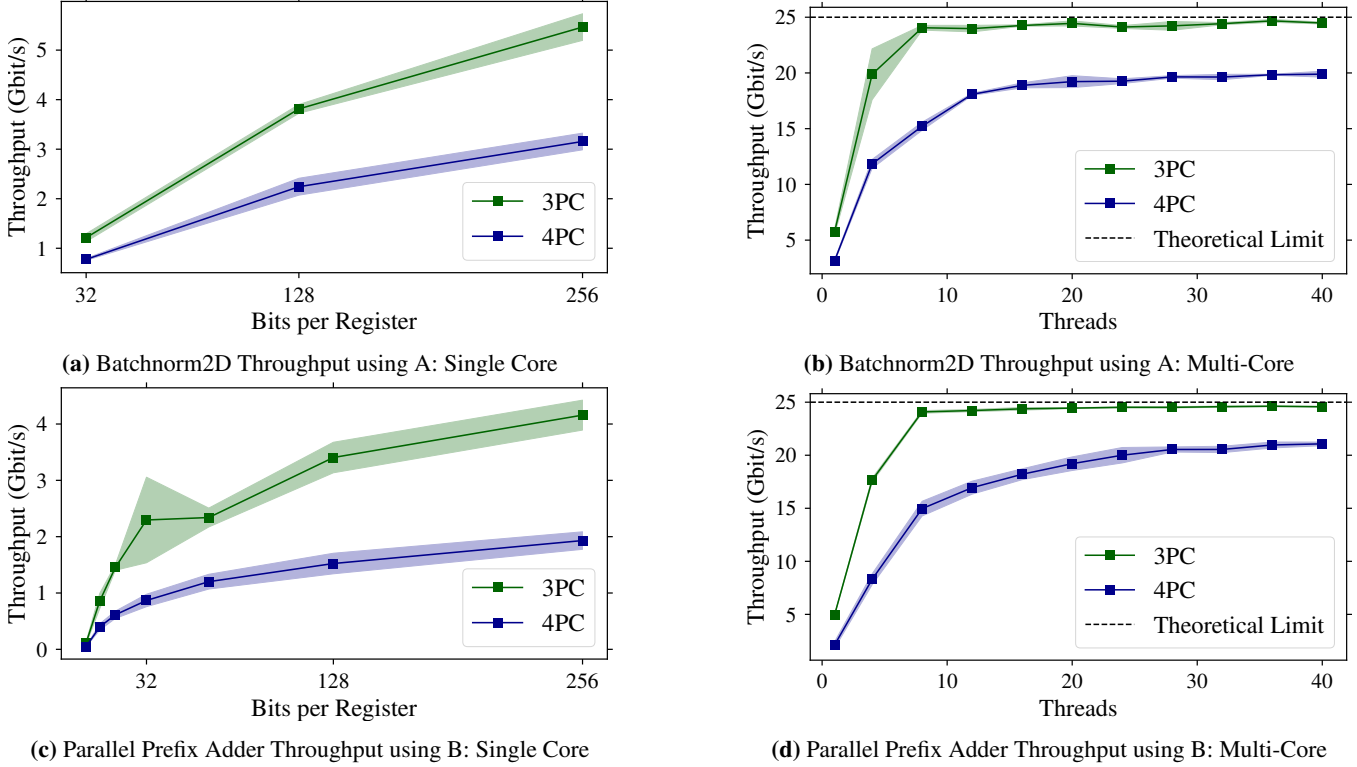 5
4
3
2
1
Throughput (Gbit/s)
3PC
4PC
32
128
256
Bits per Register
(a) Batchnorm2D Throughput using A: Single Core
25
20
15
10
5
Throughput (Gbit/s)
3PC
4PC
Theoretical Limit
0
10
20
30
40
Threads
(b) Batchnorm2D Throughput using A: Multi-Core
4
3
2
1
0
Throughput (Gbit/s)
3PC
4PC
32
128
256
Bits per Register
(c) Parallel Prefix Adder Throughput using B: Single Core
25
20
15
10
5
Throughput (Gbit/s)
3PC
4PC
Theoretical Limit
0
10
20
30
40
Threads
(d) Parallel Prefix Adder Throughput using B: Multi-Core